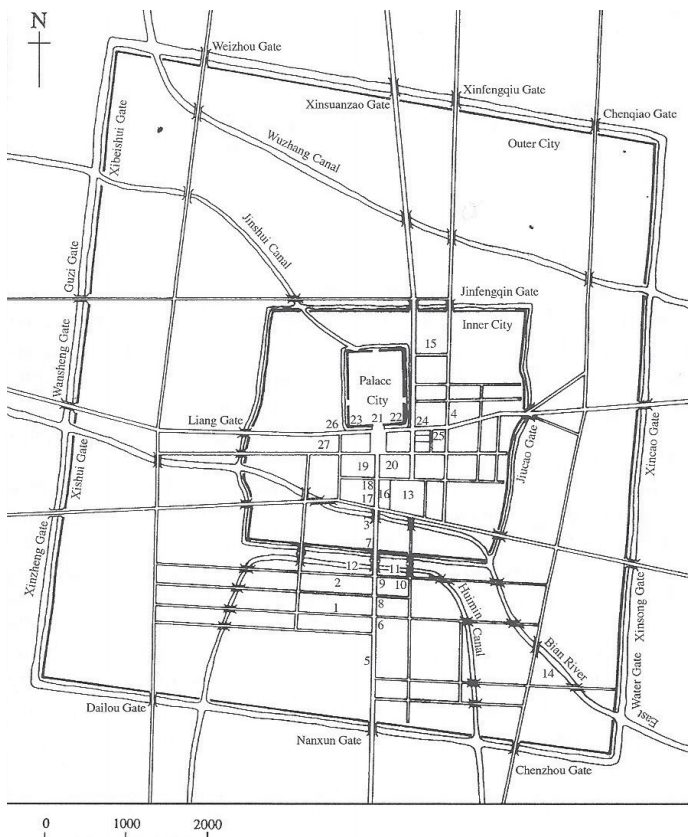 N
Weizhou Gate
Xinsuanzao Gate
Xinfengqiu Gate
Chenqiao Gate
Outer City
Xibeishui Gate
Wuzhang Canal
Jinshui Canal
Guzi Gate
Jinfengqin Gate
Inner City
15
Wansheng Gate
Palace
City
Liang Gate
26
23
21
22
24
4
25
27
Jiucao Gate
Xincao Gate
Xishui Gate
19
20
18
17
16
13
3
Xinzheng Gate
7
12
11
2
9
10
1
8
6
Huimin
Canal
Xinsong Gate
5
Bian River
14
Water Gate
East
Dailou Gate
Nanxun Gate
Chenzhou Gate
0
1000
2000